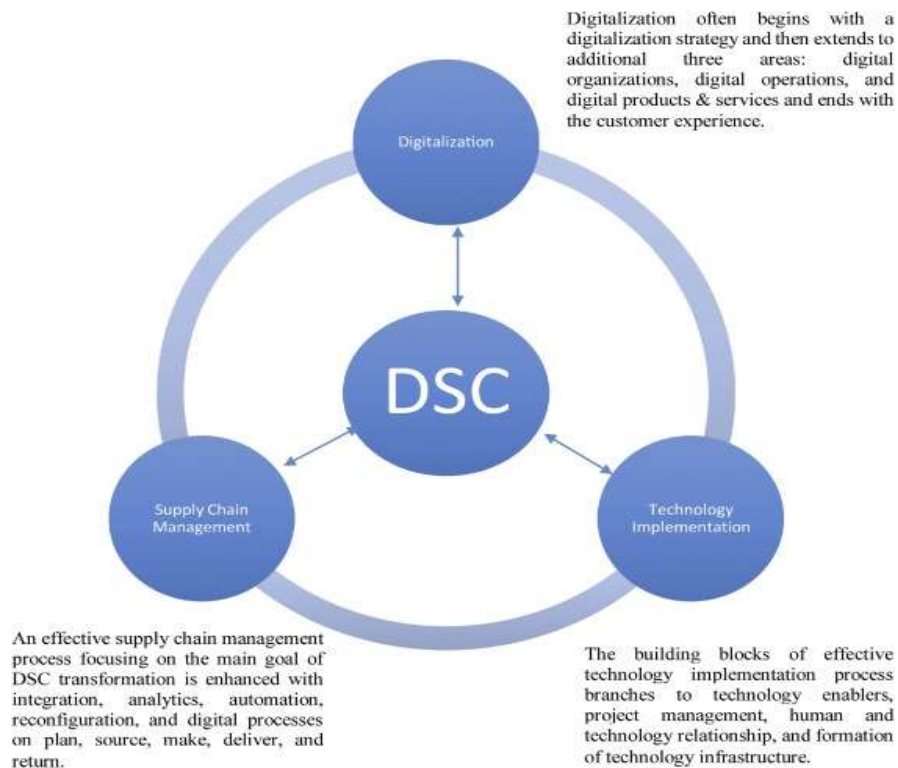 Digitalization often begins with a
digitalization strategy and then extends to
additional three areas: digital
organizations, digital operations, and
digital products & services and ends with
the customer experience.
Digitalization
DSC
Supply Chain
Management
Technology
Implementation
An effective supply chain management
process focusing on the main goal of
DSC transformation is enhanced with
integration, analytics, automation,
reconfiguration, and digital processes
on plan, source, make, deliver, and
return.
The building blocks of effective
technology implementation process
branches to technology enablers,
project management, human and
technology relationship, and formation
of technology infrastructure.